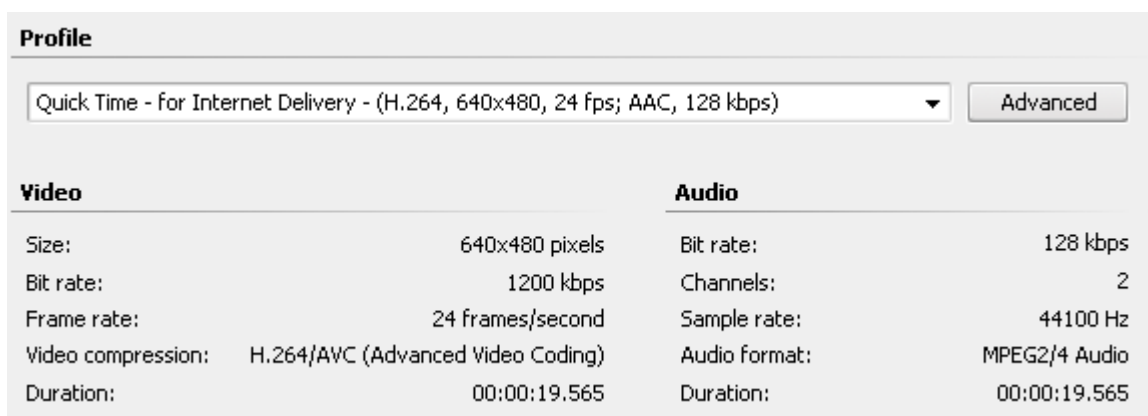 Profile
Quick Time - for Internet Delivery - (H.264, 640x480, 24 fps; AAC, 128 kbps)
Advanced
Video
Size: 640x480 pixels
Bit rate: 1200 kbps
Frame rate: 24 frames/second
Video compression: H.264/AVC (Advanced Video Coding)
Duration: 00:00:19.565
Audio
Bit rate: 128 kbps
Channels: 2
Sample rate: 44100 Hz
Audio format: MPEG2/4 Audio
Duration: 00:00:19.565